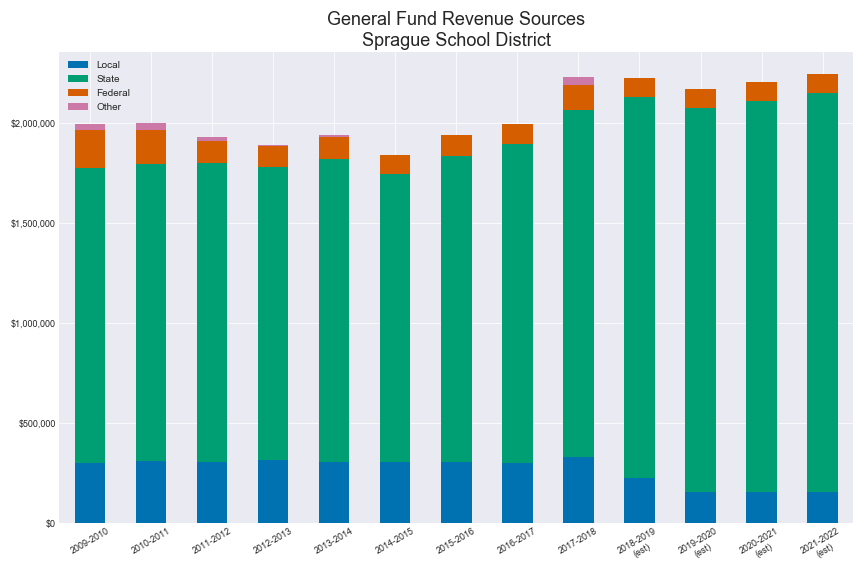 General Fund Revenue Sources
Sprague School District
Local
State
Federal
Other
$2,000,000
$1,500,000
$1,000,000
$500,000
$0
2009-2010
2010-2011
2011-2012
2012-2013
2013-2014
2014-2015
2015-2016
2016-2017
2017-2018
2018-2019
(est)
2019-2020
(est)
2020-2021
(est)
2021-2022
(est)